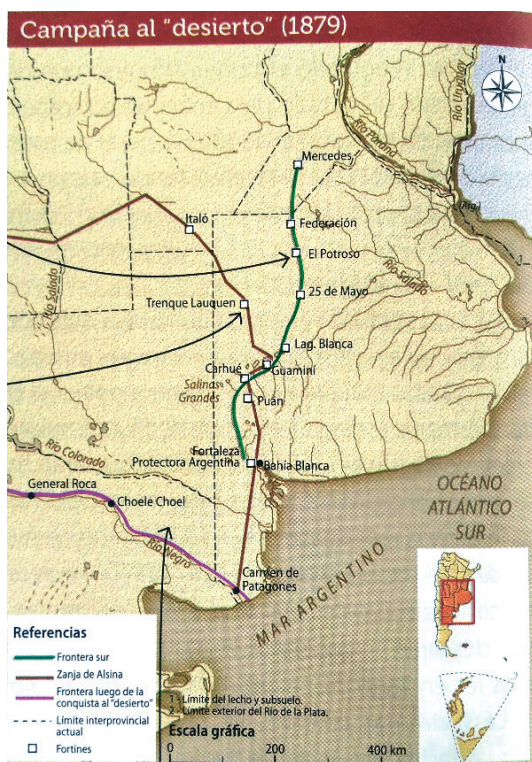 Campaña al "desierto" (1879)
Río Uruguay
Río Paraná
(Arg.)
Mercedes
Italó
Federación
El Potroso
Río Salado
Trenque Lauquen
25 de Mayo
Río Salado
Lag. Blanca
Carhué
Guaminí
Salinas
Grandes
Puán
Fortaleza
Protectora Argentina
Bahía Blanca
Río Colorado
General Roca
Choele Choel
Río Negro
Carmen de
Patagones
OCÉANO
ATLÁNTICO
SUR
MAR ARGENTINO
Referencias
Frontera sur
Zanja de Alsina
Frontera luego de la
conquista al "desierto"
Límite interprovincial
actual
Fortines
1 - Límite del lecho y subsuelo.
2 - Límite exterior del Río de la Plata.
Escala gráfica
0 200 400 km